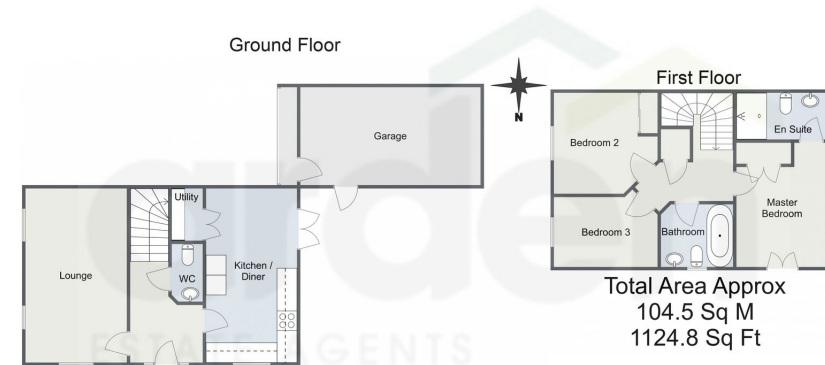 Ground Floor
Garage
N
Utility
Lounge
WC
Kitchen /
Diner
First Floor
Bedroom 2
En Suite
Master
Bedroom
Bedroom 3
Bathroom
Total Area Approx
104.5 Sq M
1124.8 Sq Ft
arden
ESTATE AGENTS